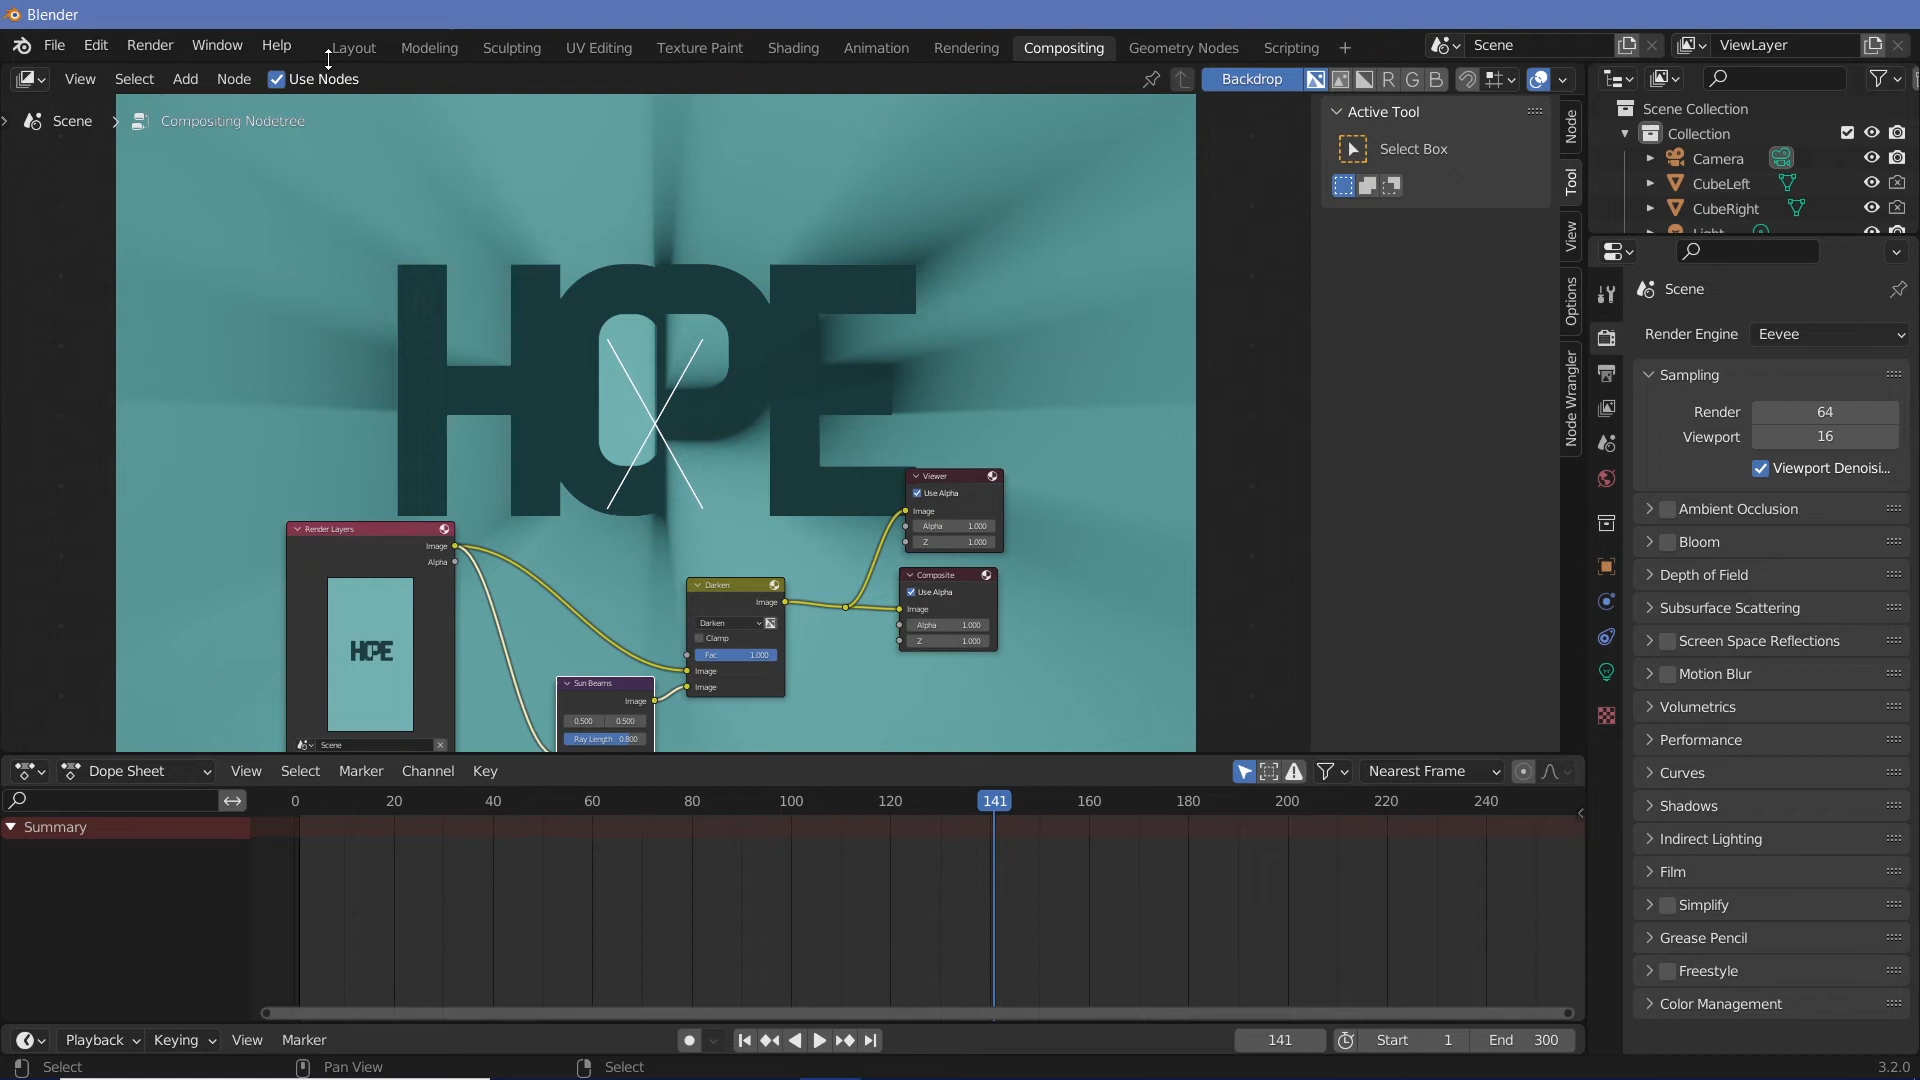 Blender
File Edit Render Window Help Layout Modeling Sculpting UV Editing Texture Paint Shading Animation Rendering Compositing Geometry Nodes Scripting + Scene ViewLayer
View Select Add Node Use Nodes Backdrop R G B
Scene > Compositing Nodetree
Active Tool
Select Box
Node
Tool
View
Options
Node Wrangler
HOPE
Render Layers
Image
Alpha
HOPE
Scene
Sun Beams
Image
0.500 0.500
Ray Length 0.800
Darken
Image
Darken
Clamp
Fac 1.000
Image
Image
Viewer
Use Alpha
Image
Alpha 1.000
Z 1.000
Composite
Use Alpha
Image
Alpha 1.000
Z 1.000
Scene Collection
Collection
Camera
CubeLeft
CubeRight
Light
Scene
Render Engine Eevee
Sampling
Render 64
Viewport 16
Viewport Denoisi...
Ambient Occlusion
Bloom
Depth of Field
Subsurface Scattering
Screen Space Reflections
Motion Blur
Volumetrics
Performance
Curves
Shadows
Indirect Lighting
Film
Simplify
Grease Pencil
Freestyle
Color Management
Dope Sheet View Select Marker Channel Key Nearest Frame
0 20 40 60 80 100 120 141 160 180 200 220 240
Summary
Playback Keying View Marker 141 Start 1 End 300
Select Pan View Select 3.2.0